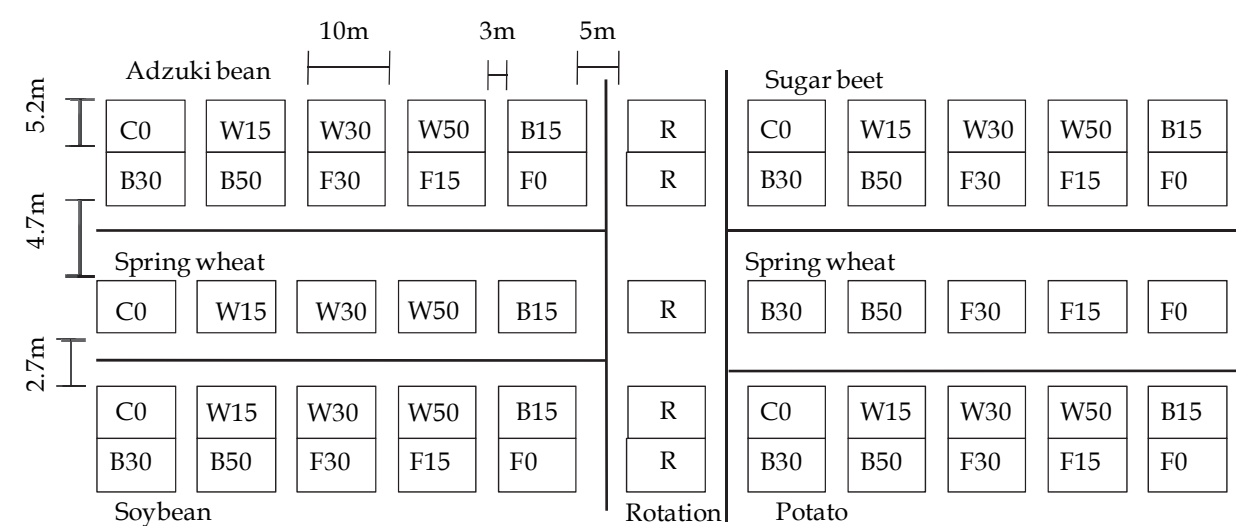 10m 3m 5m
Adzuki bean Sugar beet
5.2m
C0 W15 W30 W50 B15 R C0 W15 W30 W50 B15
B30 B50 F30 F15 F0 R B30 B50 F30 F15 F0
4.7m
Spring wheat Spring wheat
C0 W15 W30 W50 B15 R B30 B50 F30 F15 F0
2.7m
C0 W15 W30 W50 B15 R C0 W15 W30 W50 B15
B30 B50 F30 F15 F0 R B30 B50 F30 F15 F0
Soybean Rotation Potato